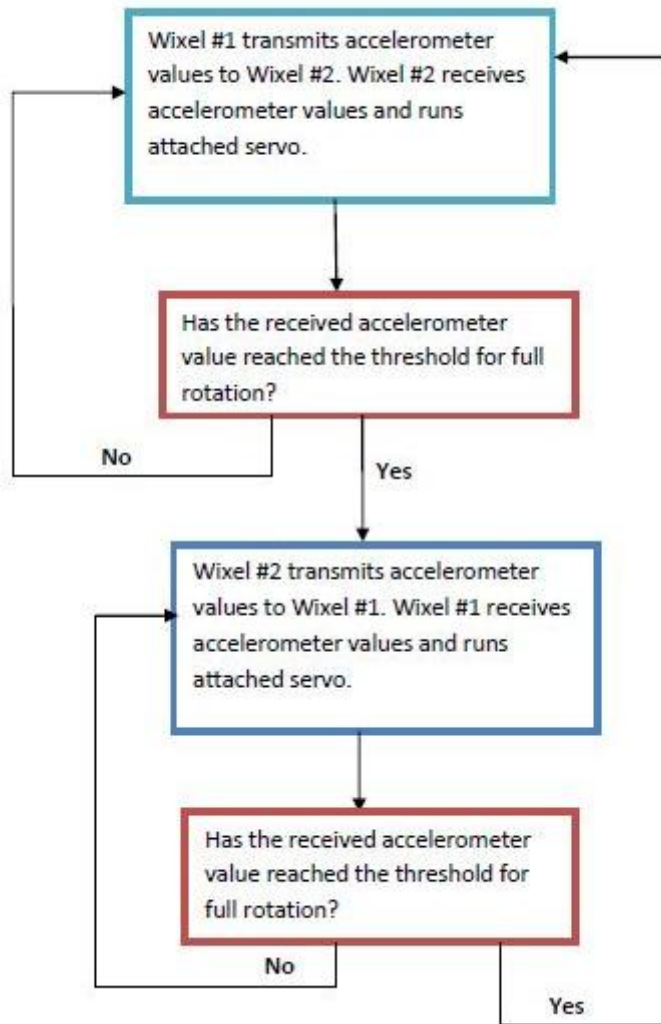 Wixel #1 transmits accelerometer
values to Wixel #2. Wixel #2 receives
accelerometer values and runs
attached servo.
Has the received accelerometer
value reached the threshold for full
rotation?
No
Yes
Wixel #2 transmits accelerometer
values to Wixel #1. Wixel #1 receives
accelerometer values and runs
attached servo.
Has the received accelerometer
value reached the threshold for
full rotation?
No
Yes